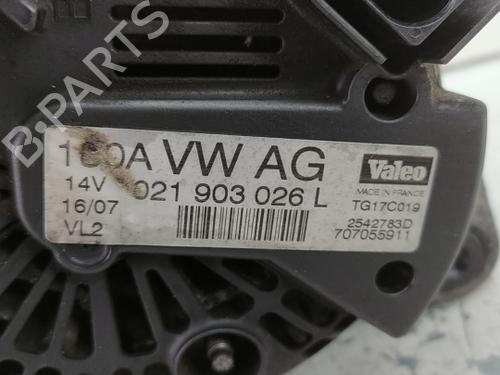 B-PARTS
VW AG
14V 021 903 026 L
16/07
VL2
Valeo
MADE IN FRANCE
TG17C019
2542783D
707055911